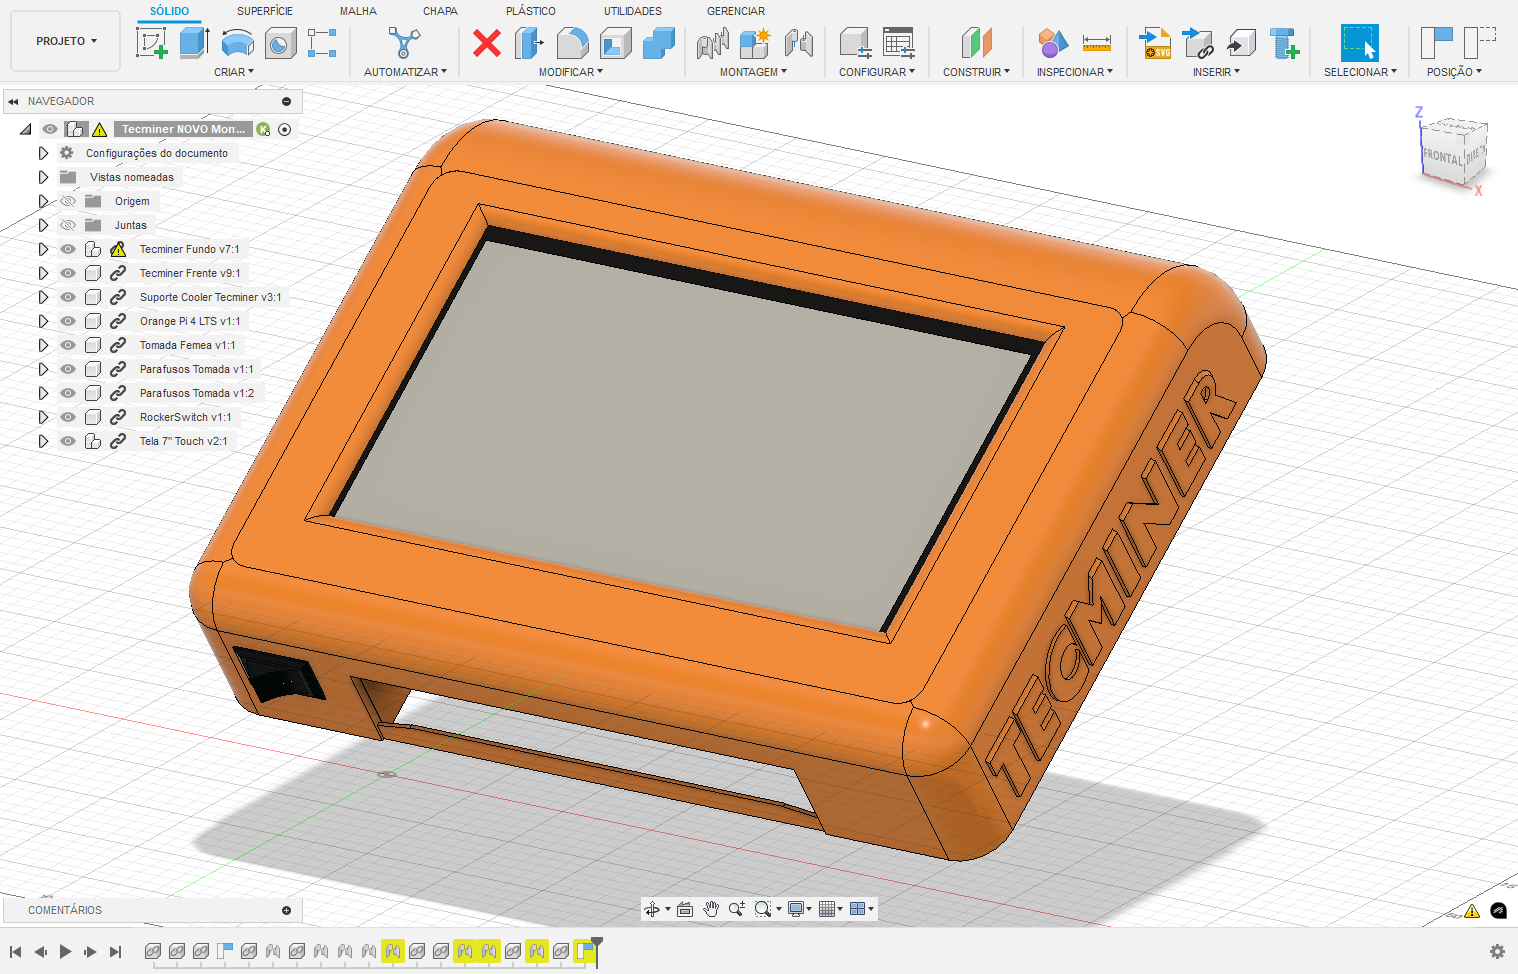 SÓLIDO SUPERFÍCIE MALHA CHAPA PLÁSTICO UTILIDADES GERENCIAR
PROJETO
CRIAR AUTOMATIZAR MODIFICAR MONTAGEM CONFIGURAR CONSTRUIR INSPECIONAR INSERIR SELECIONAR POSIÇÃO
SVG
NAVEGADOR
Tecminer NOVO Mon...
K
Configurações do documento
Vistas nomeadas
Origem
Juntas
Tecminer Fundo v7:1
Tecminer Frente v9:1
Suporte Cooler Tecminer v3:1
Orange Pi 4 LTS v1:1
Tomada Femea v1:1
Parafusos Tomada v1:1
Parafusos Tomada v1:2
RockerSwitch v1:1
Tela 7" Touch v2:1
Z
FRONTAL
X
TECMINER
COMENTÁRIOS